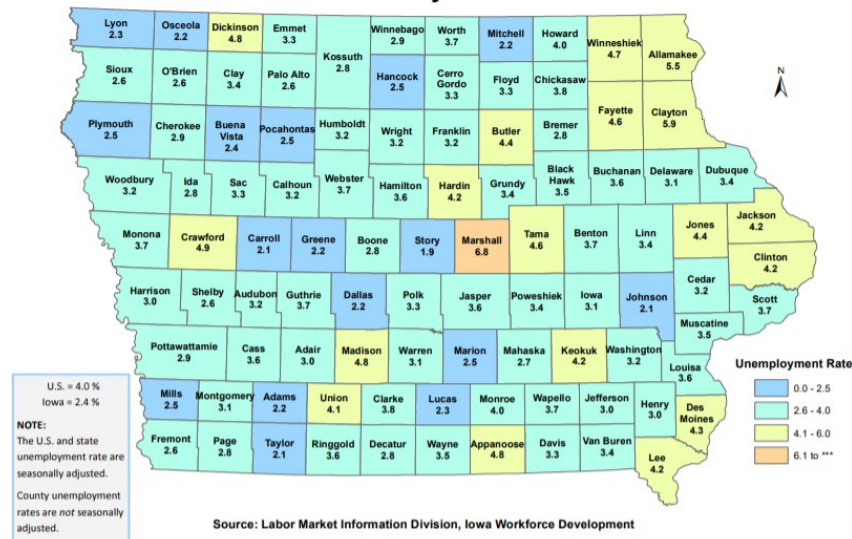 Lyon
2.3
Osceola
2.2
Dickinson
4.8
Emmet
3.3
Kossuth
2.8
Winnebago
2.9
Worth
3.7
Mitchell
2.2
Howard
4.0
Winneshiek
4.7
Allamakee
5.5
N
Sioux
2.6
O'Brien
2.6
Clay
3.4
Palo Alto
2.6
Hancock
2.5
Cerro
Gordo
3.3
Floyd
3.3
Chickasaw
3.8
Fayette
4.6
Clayton
5.9
Plymouth
2.5
Cherokee
2.9
Buena
Vista
2.4
Pocahontas
2.5
Humboldt
3.2
Wright
3.2
Franklin
3.2
Butler
4.4
Bremer
2.8
Woodbury
3.2
Ida
2.8
Sac
3.3
Calhoun
3.2
Webster
3.7
Hamilton
3.6
Hardin
4.2
Grundy
3.4
Black
Hawk
3.5
Buchanan
3.6
Delaware
3.1
Dubuque
3.4
Monona
3.7
Crawford
4.9
Carroll
2.1
Greene
2.2
Boone
2.8
Story
1.9
Marshall
6.8
Tama
4.6
Benton
3.7
Linn
3.4
Jones
4.4
Jackson
4.2
Clinton
4.2
Harrison
3.0
Shelby
2.6
Audubon
3.2
Guthrie
3.7
Dallas
2.2
Polk
3.3
Jasper
3.6
Poweshiek
3.4
Iowa
3.1
Johnson
2.1
Cedar
3.2
Scott
3.7
Muscatine
3.5
Pottawattamie
2.9
Cass
3.6
Adair
3.0
Madison
4.8
Warren
3.1
Marion
2.5
Mahaska
2.7
Keokuk
4.2
Washington
3.2
Louisa
3.6
Mills
2.5
Montgomery
3.1
Adams
2.2
Union
4.1
Clarke
3.8
Lucas
2.3
Monroe
4.0
Wapello
3.7
Jefferson
3.0
Henry
3.0
Des
Moines
4.3
Fremont
2.6
Page
2.8
Taylor
2.1
Ringgold
3.6
Decatur
2.8
Wayne
3.5
Appanoose
4.8
Davis
3.3
Van Buren
3.4
Lee
4.2
Unemployment Rate
0.0 - 2.5
2.6 - 4.0
4.1 - 6.0
6.1 to ***
U.S. = 4.0 %
Iowa = 2.4 %
NOTE:
The U.S. and state
unemployment rate are
seasonally adjusted.
County unemployment
rates are not seasonally
adjusted.
Source: Labor Market Information Division, Iowa Workforce Development